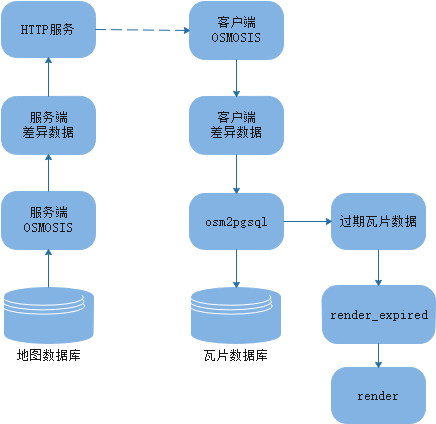 HTTP服务
客户端
OSMOSIS
服务端
差异数据
客户端
差异数据
服务端
OSMOSIS
osm2pgsql
过期瓦片数据
render_expired
地图数据库
瓦片数据库
render